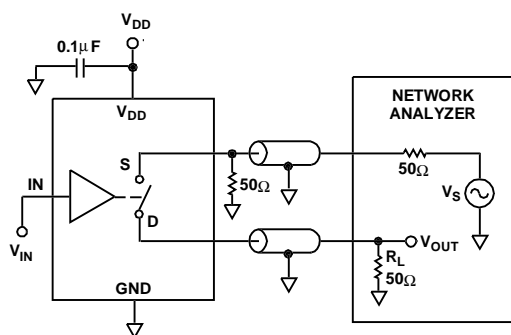 VDD
0.1μF
VDD
NETWORK
ANALYZER
S
50Ω
50Ω
VS
IN
D
VIN
VOUT
RL
50Ω
GND